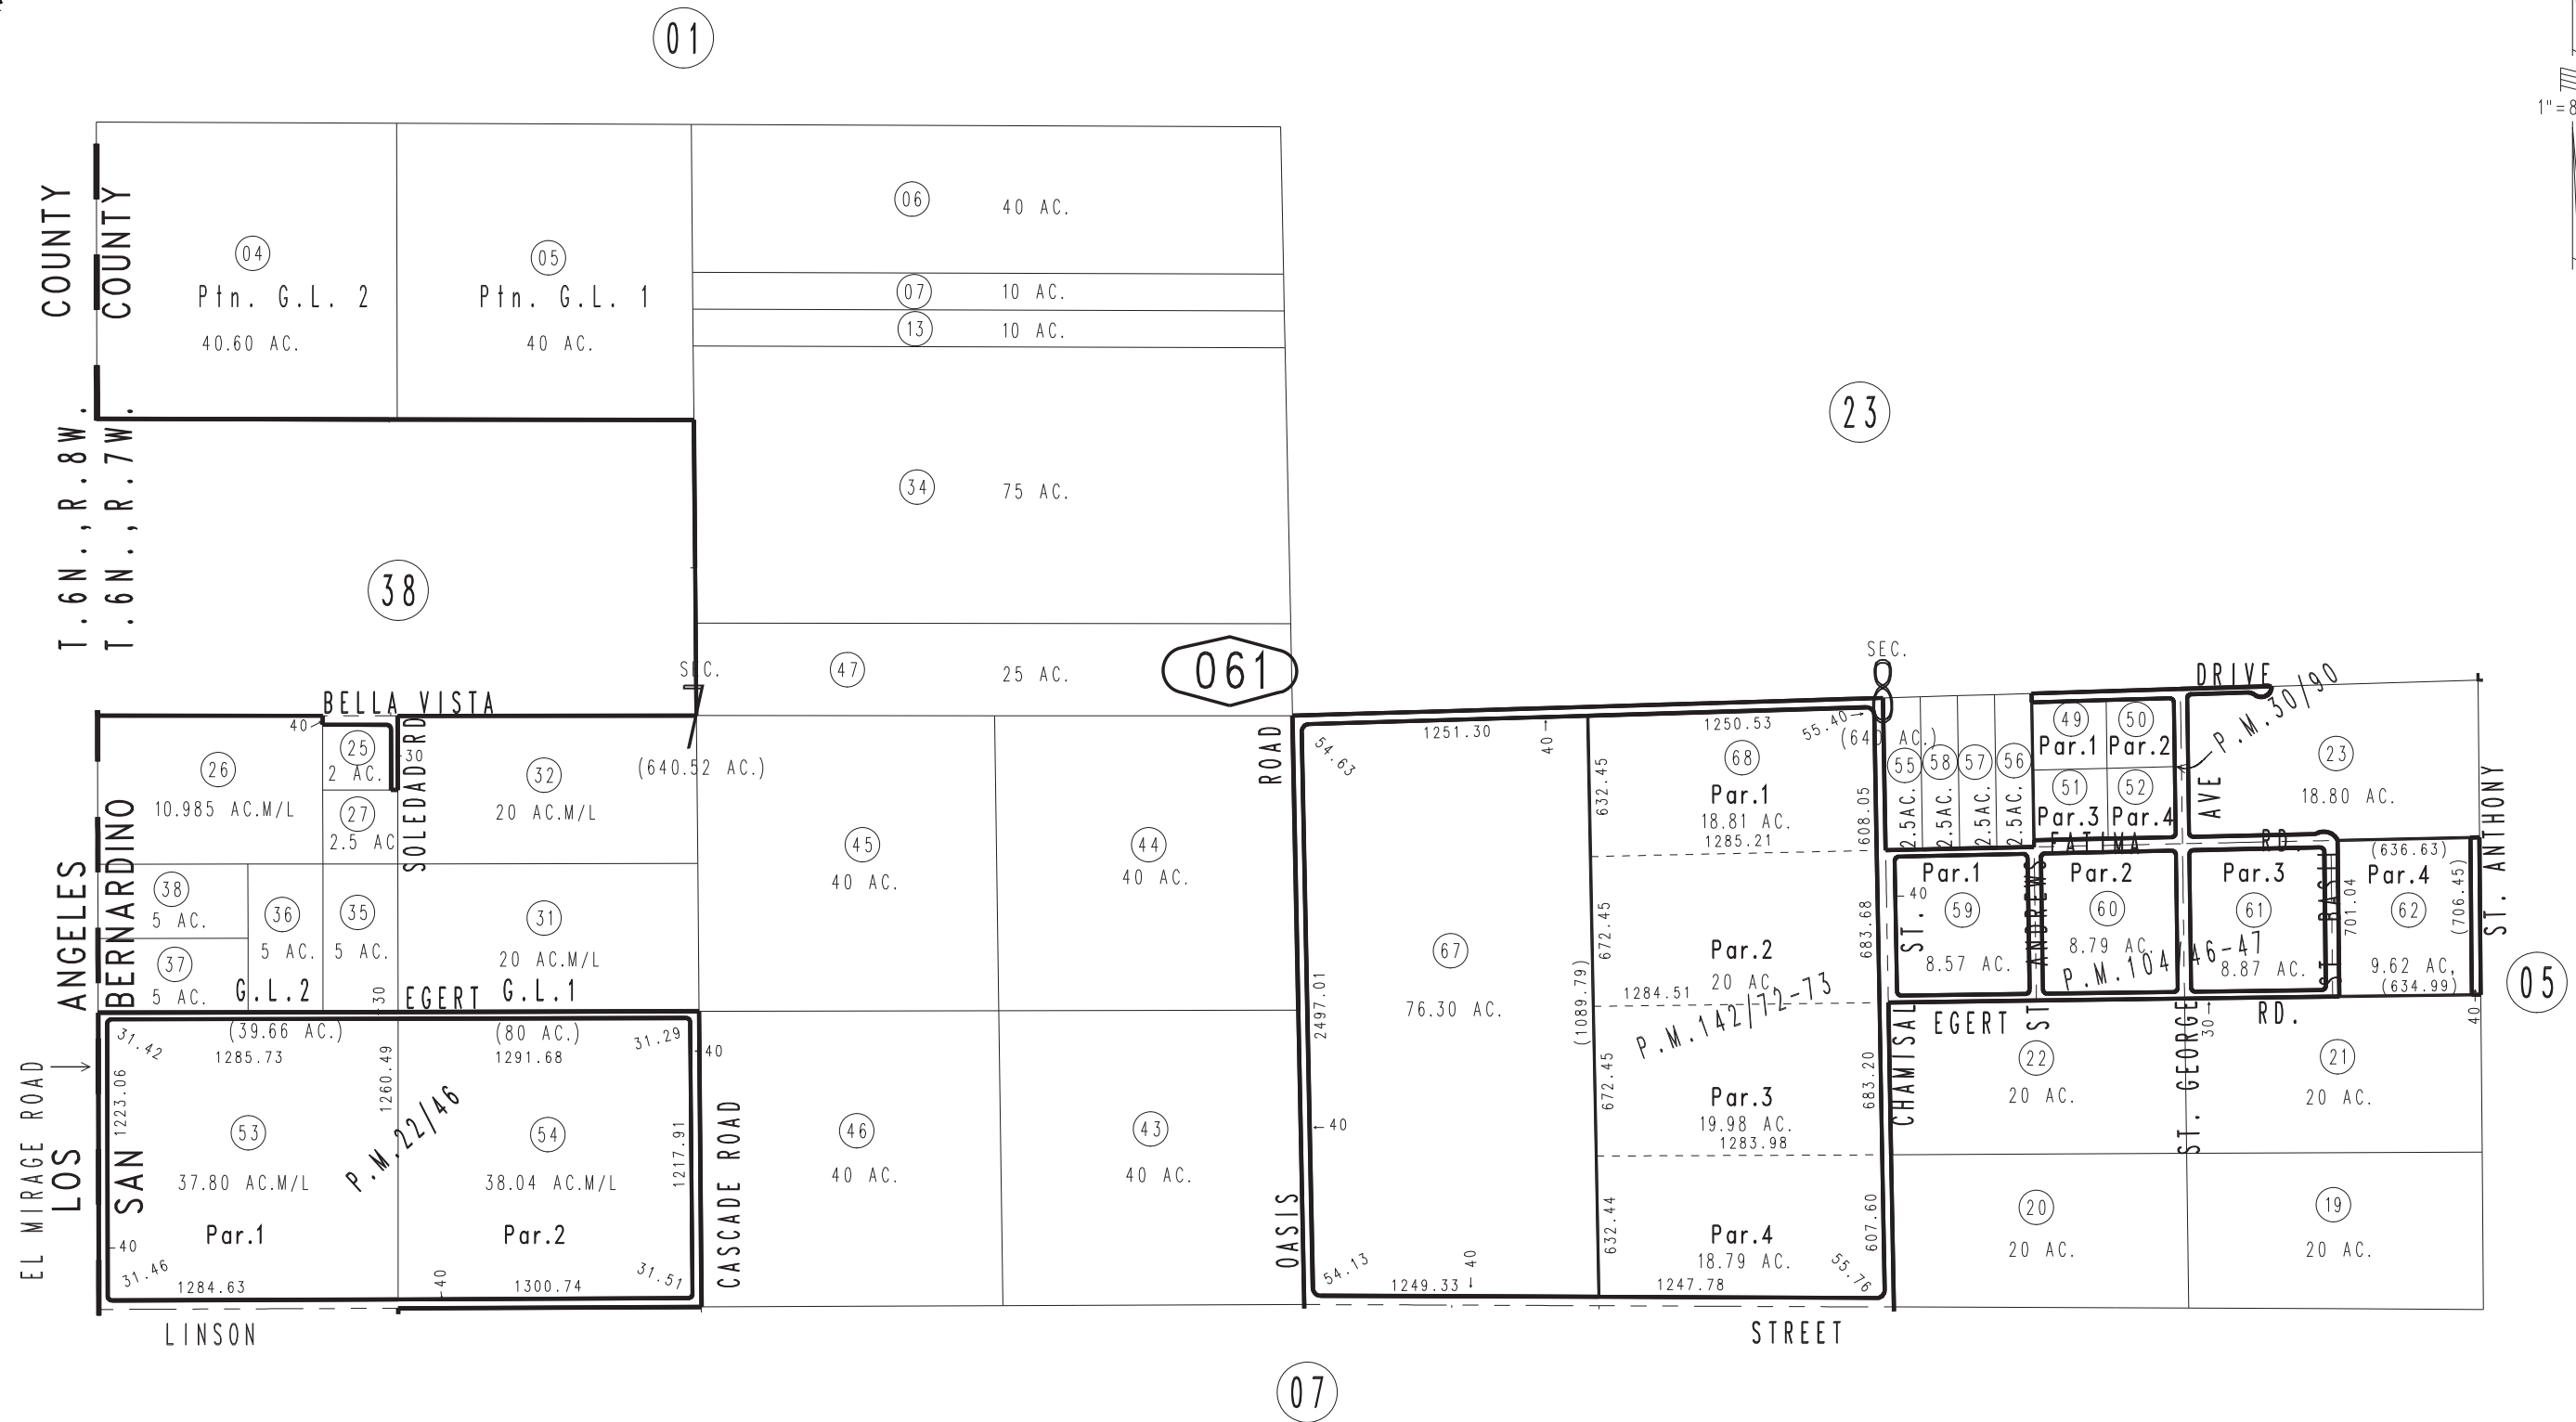 01
1"=8
COUNTY
COUNTY
04
Ptn. G.L. 2
40.60 AC.
05
Ptn. G.L. 1
40 AC.
06 40 AC.
07 10 AC.
13 10 AC.
34 75 AC.
23
T.6N.,R.8W.
T.6N.,R.7W.
38
SEC.
7
(640.52 AC.)
47 25 AC.
061
SEC.
8
(640 AC.)
BELLA VISTA
DRIVE
40
26
10.985 AC.M/L
25
2 AC.
30
27
2.5 AC
SOLEDAD RD
32
20 AC.M/L
38
5 AC.
37
5 AC.
36
5 AC.
35
5 AC.
31
20 AC.M/L
G.L.2
30
EGERT
G.L.1
45
40 AC.
44
40 AC.
46
40 AC.
43
40 AC.
ROAD
OASIS
LOS ANGELES
SAN BERNARDINO
EL MIRAGE ROAD
(39.66 AC.)
(80 AC.)
31.42
1285.73
1291.68
31.29
40
1223.06
1260.49
1217.91
53
37.80 AC.M/L
Par.1
54
38.04 AC.M/L
Par.2
P.M.22/46
40
31.46
1284.63
40
1300.74
31.51
CASCADE ROAD
LINSON
STREET
54.63
1251.30
40
1250.53
55.40
632.45
68
Par.1
18.81 AC.
1285.21
608.05
67
76.30 AC.
2497.01
(1089.79)
672.45
Par.2
20 AC.
1284.51
683.68
P.M.142/72-73
672.45
Par.3
19.98 AC.
1283.98
683.20
40
632.44
Par.4
18.79 AC.
607.60
54.13
1249.33
40
1247.78
55.76
55
2.5AC.
58
2.5AC.
57
2.5AC.
56
2.5AC.
49
Par.1
50
Par.2
51
Par.3
52
Par.4
P.M.30/90
AVE
23
18.80 AC.
ST. ANTHONY
FATIMA RD.
Par.1
40
59
8.57 AC.
ST.
ANDREWS
ST
Par.2
60
8.79 AC.
P.M.104/46-47
Par.3
61
8.87 AC.
701.04
(636.63)
Par.4
62
9.62 AC.
(634.99)
(706.45)
40
05
CHAMISAL
EGERT RD.
ST. GEORGE
30
22
20 AC.
21
20 AC.
20
20 AC.
19
20 AC.
07